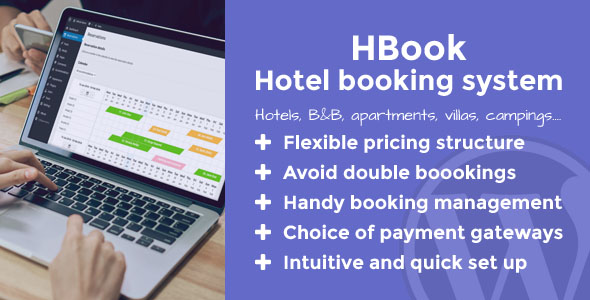 HBook
Hotel booking system
Hotels, B&B, apartments, villas, campings....
+ Flexible pricing structure
+ Avoid double boookings
+ Handy booking management
+ Choice of payment gateways
+ Intuitive and quick set up